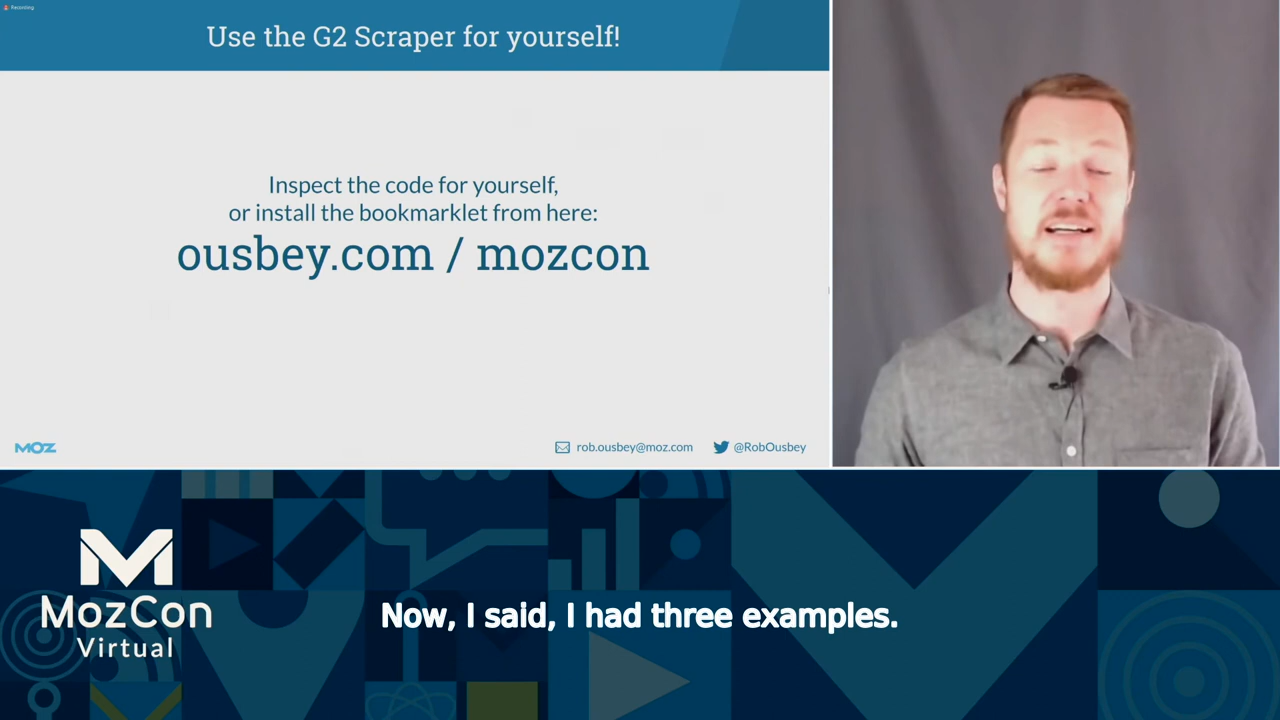 Recording
Use the G2 Scraper for yourself!
Inspect the code for yourself,
or install the bookmarklet from here:
ousbey.com / mozcon
MOZ
rob.ousbey@moz.com
@RobOusbey
M
MozCon
Virtual
Now, I said, I had three examples.